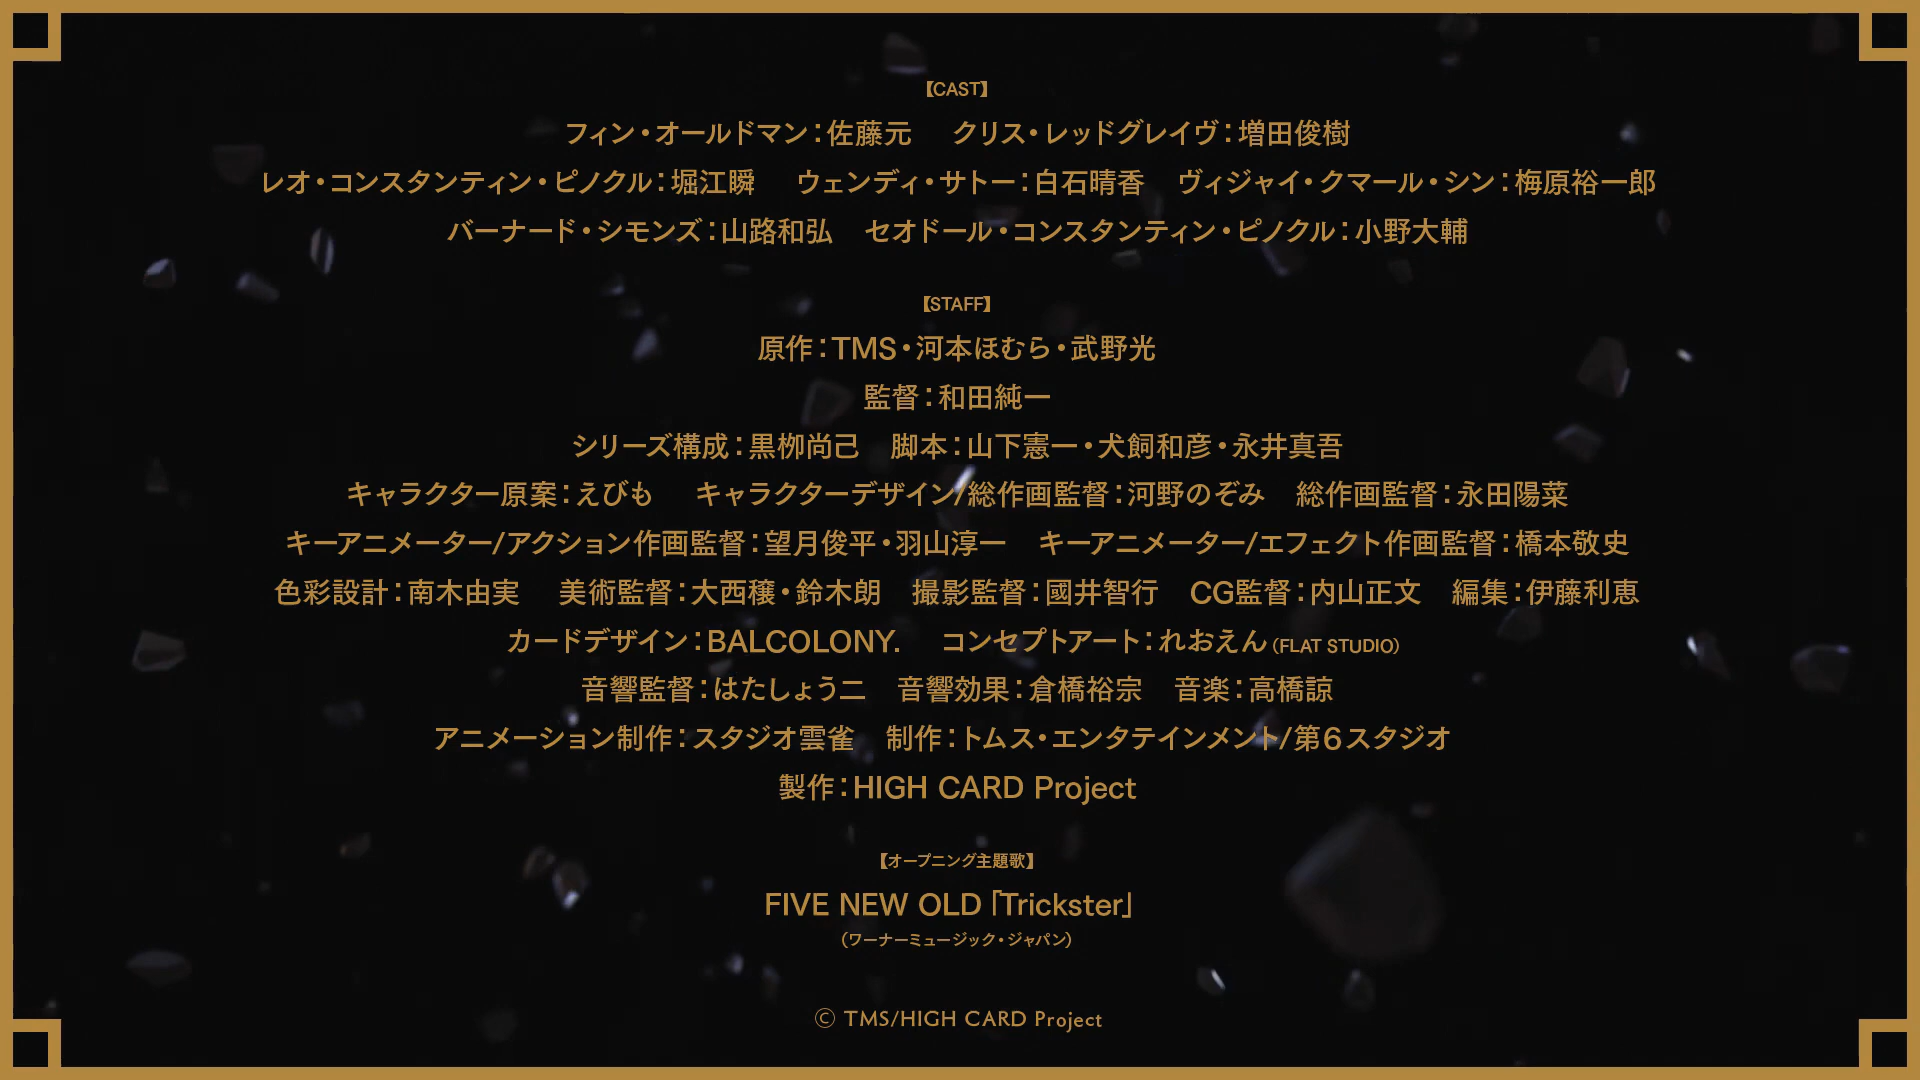 【CAST】
フィン・オールドマン：佐藤元　クリス・レッドグレイヴ：増田俊樹
レオ・コンスタンティン・ピノクル：堀江瞬　ウェンディ・サトー：白石晴香　ヴィジャイ・クマール・シン：梅原裕一郎
バーナード・シモンズ：山路和弘　セオドール・コンスタンティン・ピノクル：小野大輔
【STAFF】
原作：TMS・河本ほむら・武野光
監督：和田純一
シリーズ構成：黒栁尚己　脚本：山下憲一・犬飼和彦・永井真吾
キャラクター原案：えびも　キャラクターデザイン/総作画監督：河野のぞみ　総作画監督：永田陽菜
キーアニメーター/アクション作画監督：望月俊平・羽山淳一　キーアニメーター/エフェクト作画監督：橋本敬史
色彩設計：南木由実　美術監督：大西穣・鈴木朗　撮影監督：國井智行　CG監督：内山正文　編集：伊藤利恵
カードデザイン：BALCOLONY.　コンセプトアート：れおえん（FLAT STUDIO）
音響監督：はたしょう二　音響効果：倉橋裕宗　音楽：高橋諒
アニメーション制作：スタジオ雲雀　制作：トムス・エンタテインメント/第6スタジオ
製作：HIGH CARD Project
【オープニング主題歌】
FIVE NEW OLD「Trickster」
（ワーナーミュージック・ジャパン）
© TMS/HIGH CARD Project